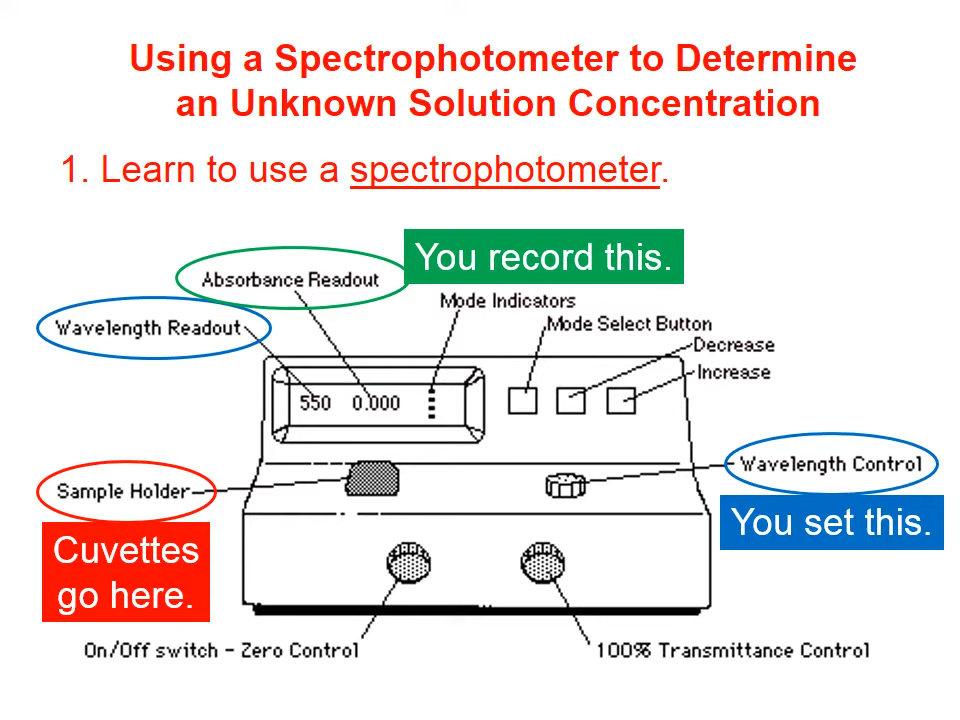 Using a Spectrophotometer to Determine
an Unknown Solution Concentration
1. Learn to use a spectrophotometer.
You record this.
Absorbance Readout
Mode Indicators
Wavelength Readout
Mode Select Button
Decrease
Increase
550 0.000
Wavelength Control
Sample Holder
You set this.
Cuvettes
go here.
On/Off switch - Zero Control
100% Transmittance Control